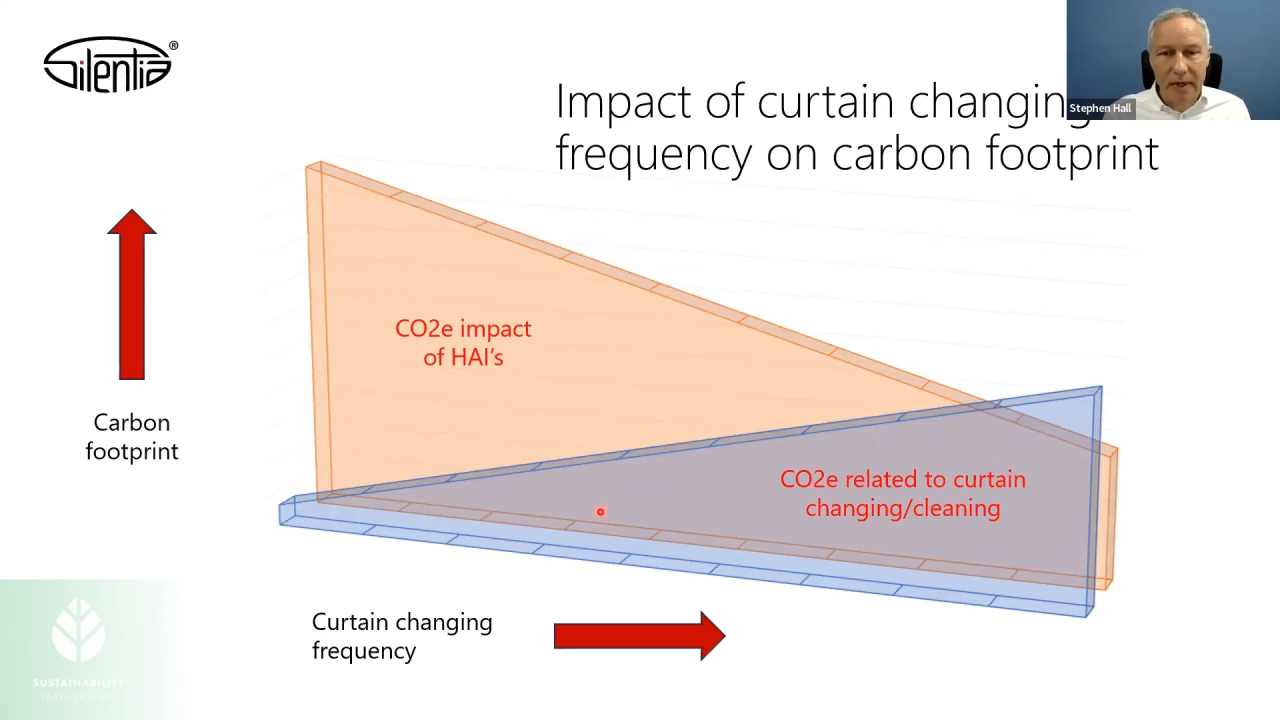 Silentia®
Stephen Hall
Impact of curtain changing
frequency on carbon footprint
CO2e impact
of HAI's
Carbon
footprint
CO2e related to curtain
changing/cleaning
Curtain changing
frequency
SUSTAINABILITY
PARTNERSHIPS